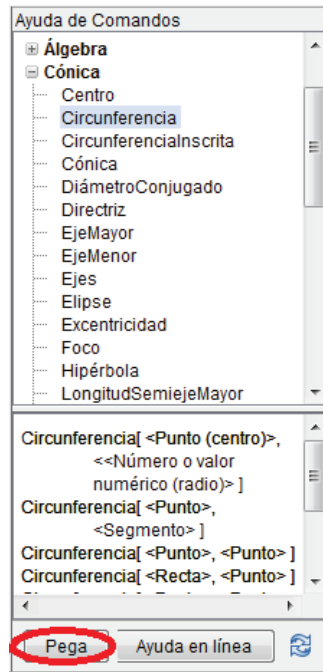 Ayuda de Comandos
Álgebra
Cónica
Centro
Circunferencia
CircunferenciaInscrita
Cónica
DiámetroConjugado
Directriz
EjeMayor
EjeMenor
Ejes
Elipse
Excentricidad
Foco
Hipérbola
LongitudSemiejeMayor
Circunferencia[ <Punto (centro)>,
<<Número o valor
numérico (radio)> ]
Circunferencia[ <Punto>,
<Segmento> ]
Circunferencia[ <Punto>, <Punto> ]
Circunferencia[ <Recta>, <Punto> ]
Pega
Ayuda en línea